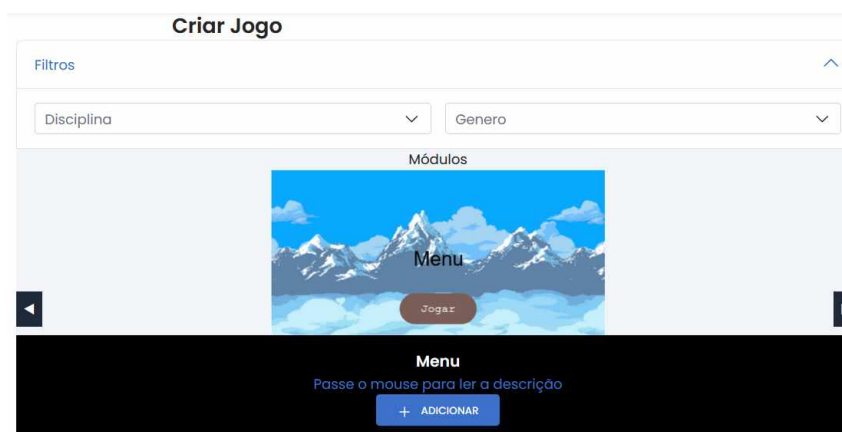 Criar Jogo
Filtros
Disciplina
Genero
Módulos
Menu
Jogar
Menu
Passe o mouse para ler a descrição
+ ADICIONAR